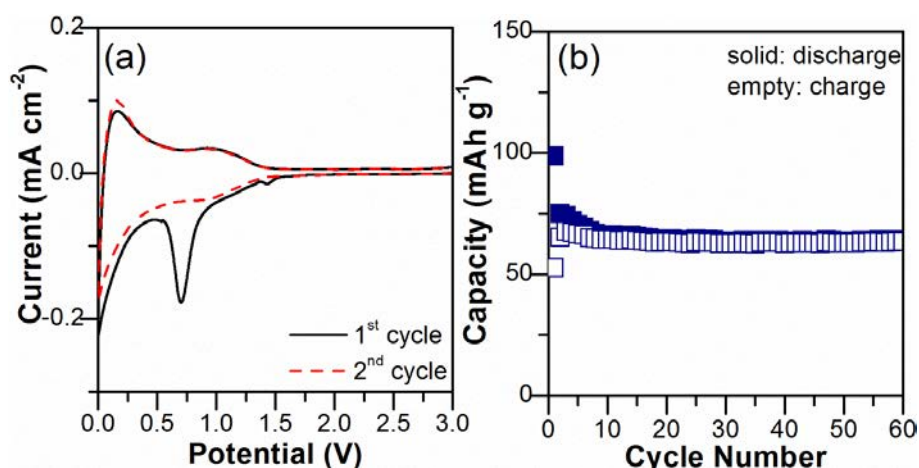 (a)
0.2
0.0
-0.2
Current (mA cm⁻²)
1ˢᵗ cycle
2ⁿᵈ cycle
0.0 0.5 1.0 1.5 2.0 2.5 3.0
Potential (V)
(b)
solid: discharge
empty: charge
150
100
50
0
Capacity (mAh g⁻¹)
0 10 20 30 40 50 60
Cycle Number